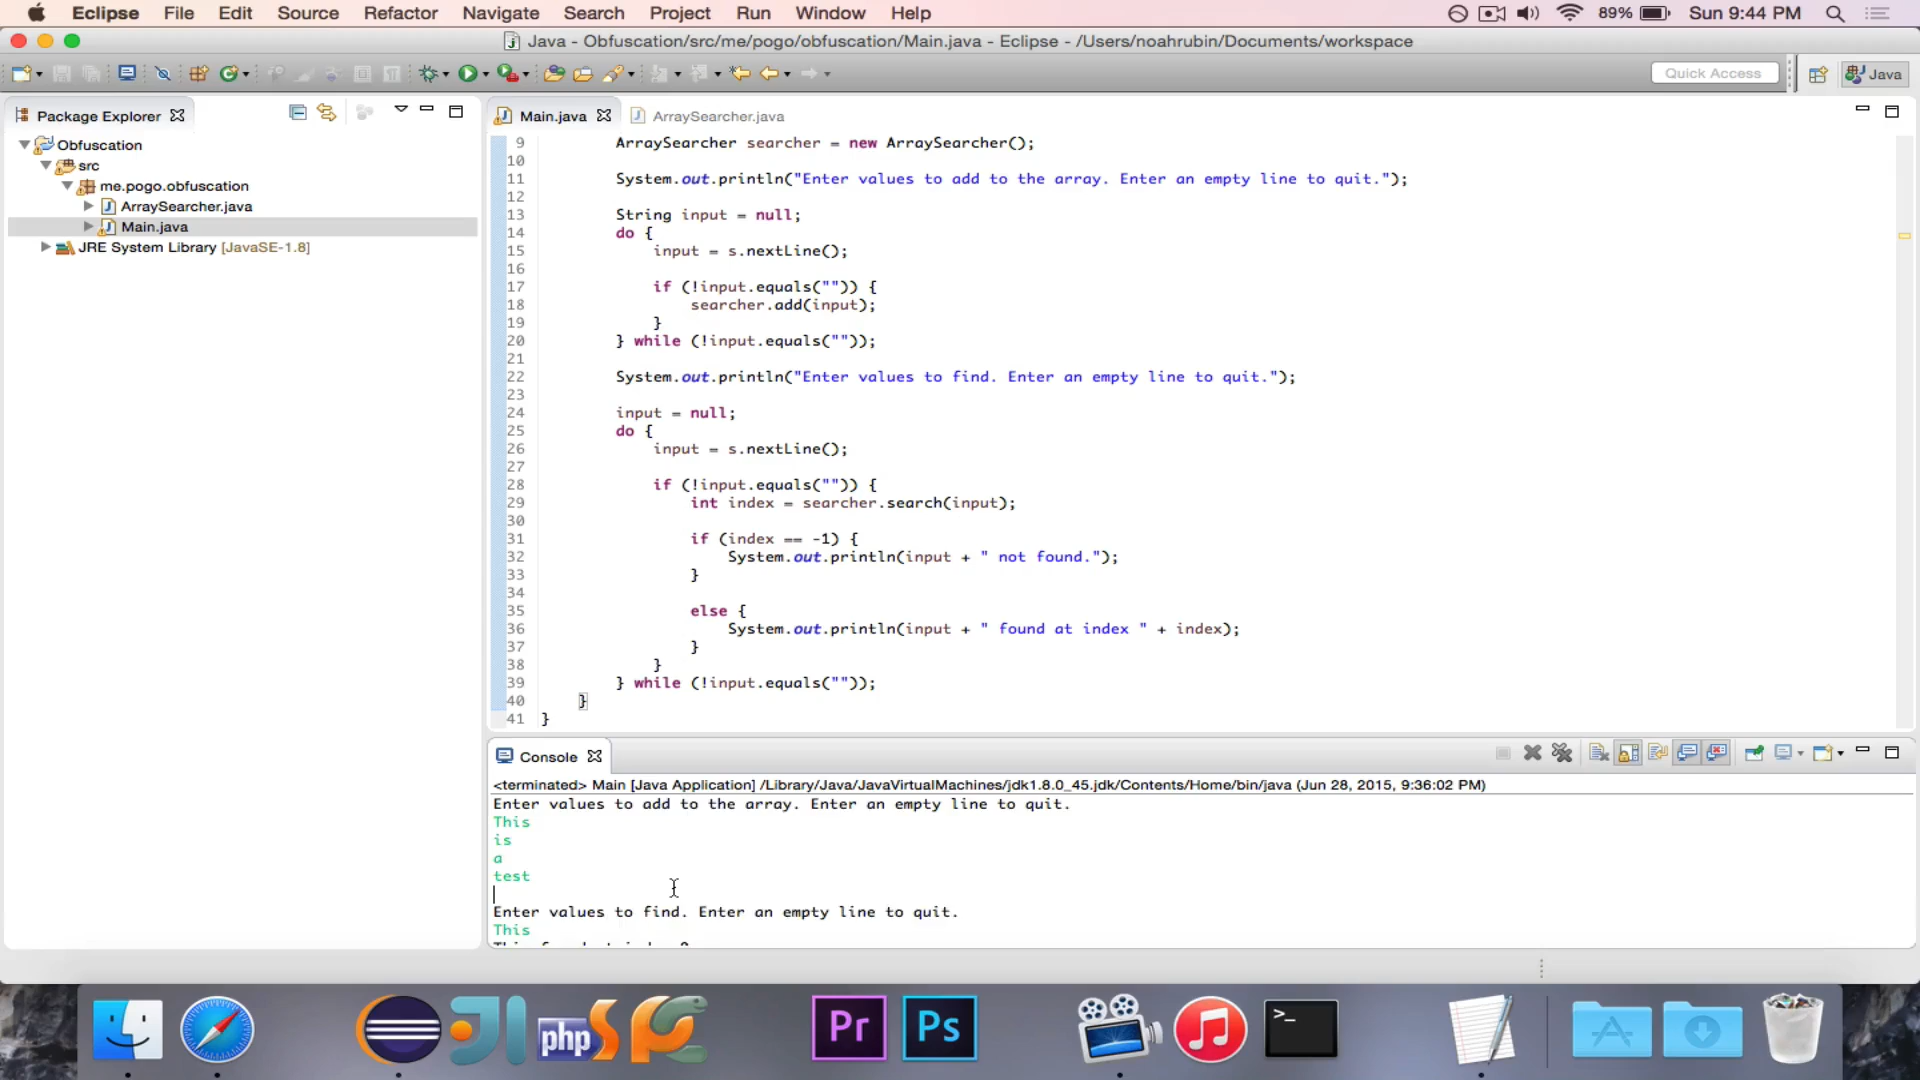 Eclipse File Edit Source Refactor Navigate Search Project Run Window Help 89% Sun 9:44 PM
Java - Obfuscation/src/me/pogo/obfuscation/Main.java - Eclipse - /Users/noahrubin/Documents/workspace
Quick Access Java
Package Explorer
Obfuscation
src
me.pogo.obfuscation
ArraySearcher.java
Main.java
JRE System Library [JavaSE-1.8]
Main.java ArraySearcher.java
9 ArraySearcher searcher = new ArraySearcher();
10
11 System.out.println("Enter values to add to the array. Enter an empty line to quit.");
12
13 String input = null;
14 do {
15 input = s.nextLine();
16
17 if (!input.equals("")) {
18 searcher.add(input);
19 }
20 } while (!input.equals(""));
21
22 System.out.println("Enter values to find. Enter an empty line to quit.");
23
24 input = null;
25 do {
26 input = s.nextLine();
27
28 if (!input.equals("")) {
29 int index = searcher.search(input);
30
31 if (index == -1) {
32 System.out.println(input + " not found.");
33 }
34
35 else {
36 System.out.println(input + " found at index " + index);
37 }
38 }
39 } while (!input.equals(""));
40 }
41 }
Console
<terminated> Main [Java Application] /Library/Java/JavaVirtualMachines/jdk1.8.0_45.jdk/Contents/Home/bin/java (Jun 28, 2015, 9:36:02 PM)
Enter values to add to the array. Enter an empty line to quit.
This
is
a
test
Enter values to find. Enter an empty line to quit.
This
php Pr Ps >_